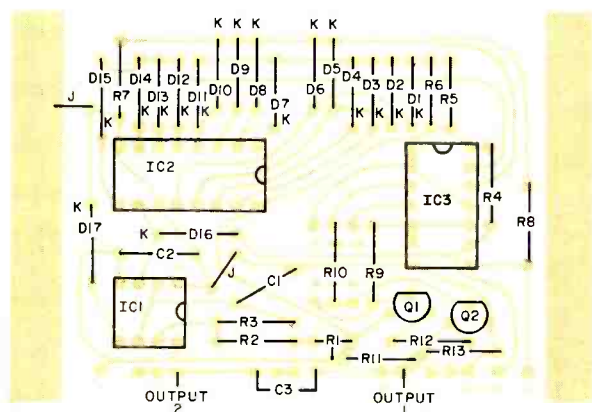 K K K K K
D9 D5
D15 D14 D12 D8 D4 D3 D2 R6
R7 D13 D11 D10 D7 D6 D1 R5
J K K K K K K K K K
IC2 IC3
R4
R8
K
D17
K D16
C2
J C1 R10 R9
IC1
Q1 Q2
R3
R2 R1 R12
R11 R13
C3
OUTPUT 2
OUTPUT 1